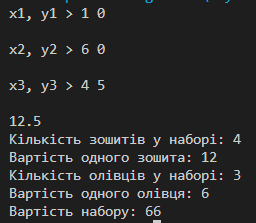 x1, y1 > 1 0
x2, y2 > 6 0
x3, y3 > 4 5
12.5
Кількість зошитів у наборі: 4
Вартість одного зошита: 12
Кількість олівців у наборі: 3
Вартість одного олівця: 6
Вартість набору: 66